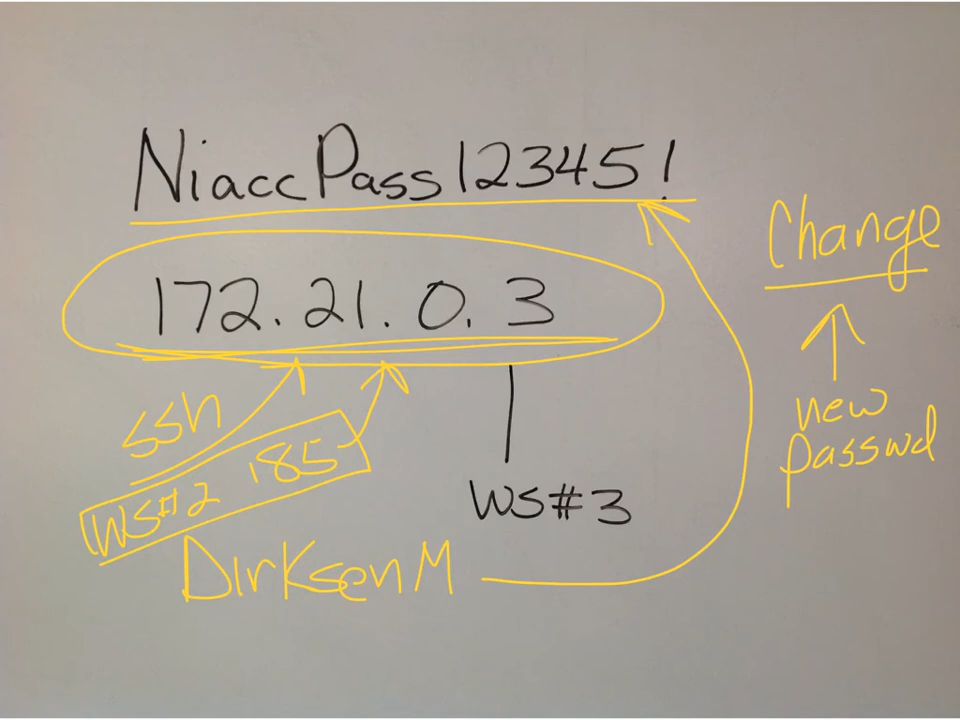 NiaccPass12345!
172.21.0.3
Change
new
passwd
ssh
WS#2 185
WS#3
DirksenM